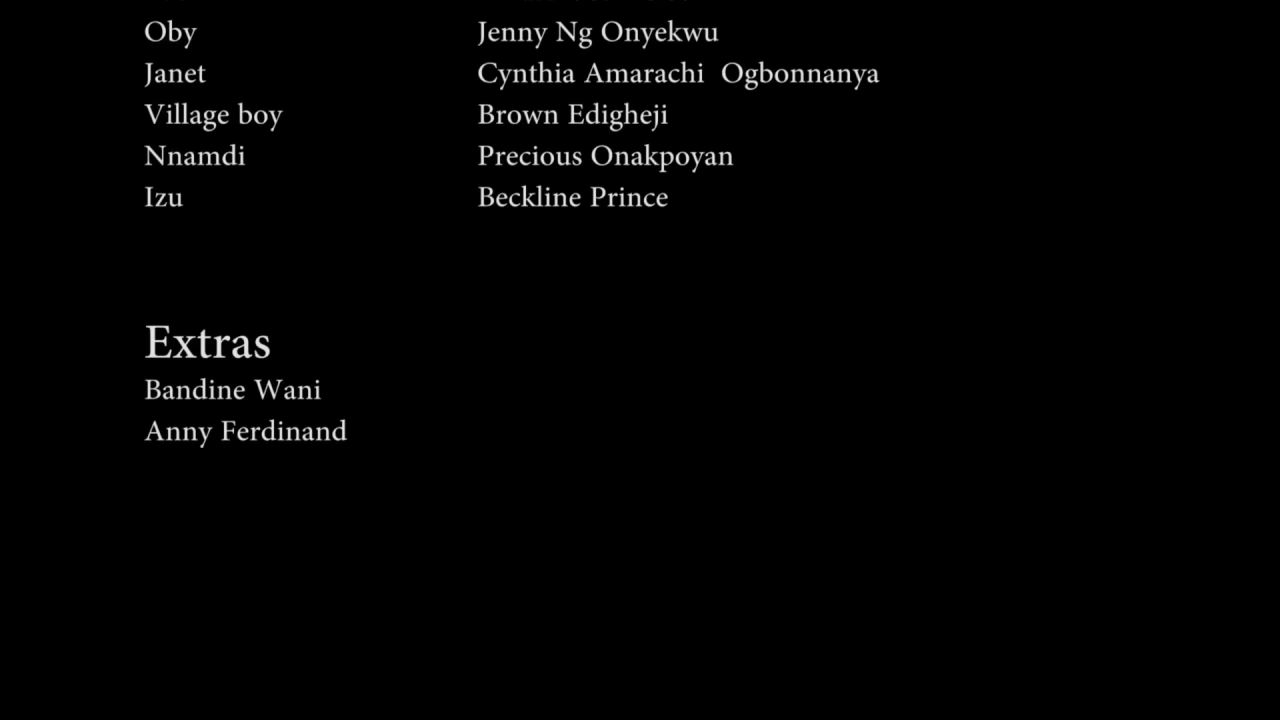 Oby Jenny Ng Onyekwu
Janet Cynthia Amarachi  Ogbonnanya
Village boy Brown Edigheji
Nnamdi Precious Onakpoyan
Izu Beckline Prince
Extras
Bandine Wani
Anny Ferdinand